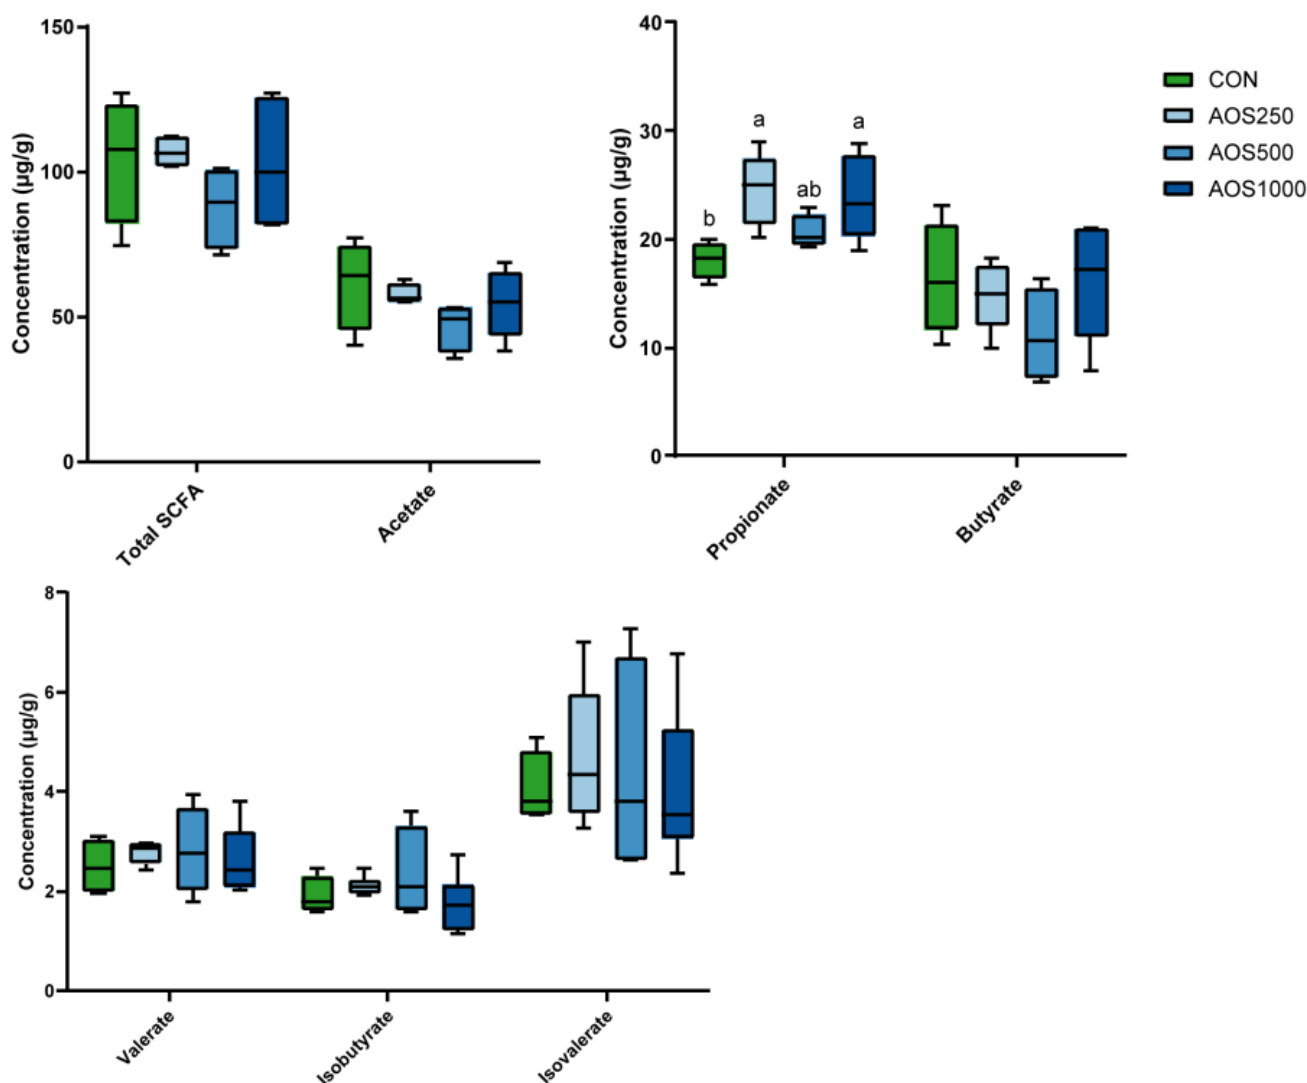 150
100
50
0
Concentration (µg/g)
Total SCFA
Acetate
40
30
20
10
0
Concentration (µg/g)
b
a
ab
a
Propionate
Butyrate
CON
AOS250
AOS500
AOS1000
8
6
4
2
0
Concentration (µg/g)
Valerate
Isobutyrate
Isovalerate